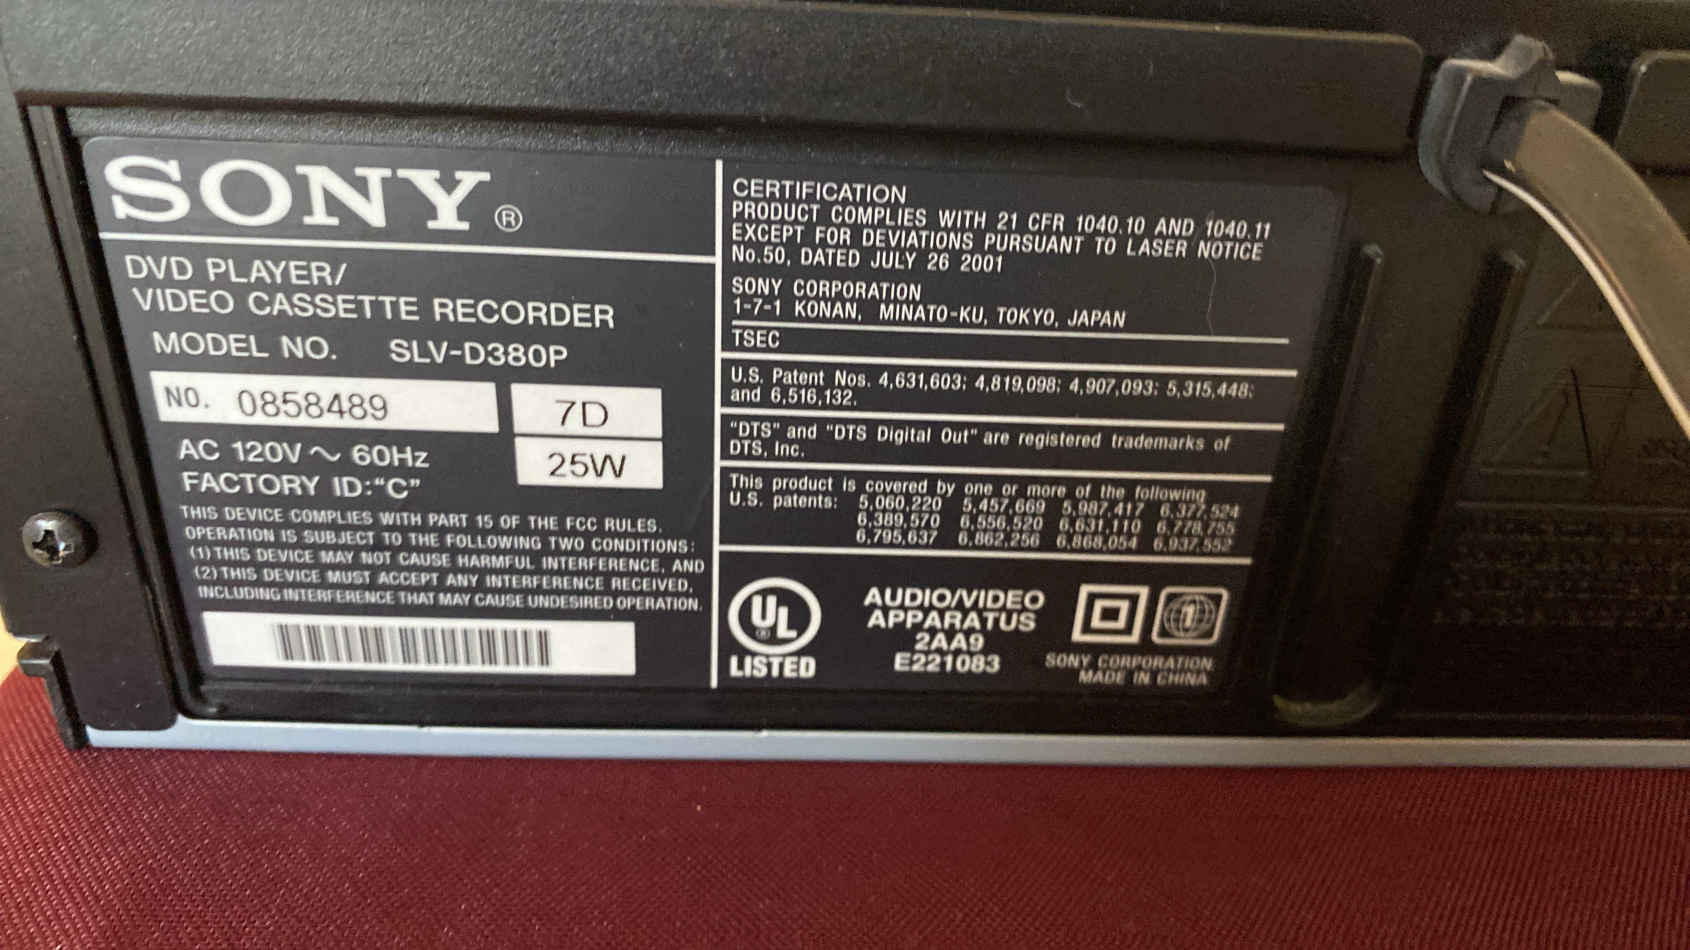 SONY®
DVD PLAYER/
VIDEO CASSETTE RECORDER
MODEL NO. SLV-D380P
NO. 0858489
7D
AC 120V ~ 60Hz
25W
FACTORY ID:"C"
THIS DEVICE COMPLIES WITH PART 15 OF THE FCC RULES.
OPERATION IS SUBJECT TO THE FOLLOWING TWO CONDITIONS:
(1) THIS DEVICE MAY NOT CAUSE HARMFUL INTERFERENCE, AND
(2) THIS DEVICE MUST ACCEPT ANY INTERFERENCE RECEIVED,
INCLUDING INTERFERENCE THAT MAY CAUSE UNDESIRED OPERATION.
CERTIFICATION
PRODUCT COMPLIES WITH 21 CFR 1040.10 AND 1040.11
EXCEPT FOR DEVIATIONS PURSUANT TO LASER NOTICE
No.50, DATED JULY 26 2001
SONY CORPORATION
1-7-1 KONAN, MINATO-KU, TOKYO, JAPAN
TSEC
U.S. Patent Nos. 4,631,603; 4,819,098; 4,907,093; 5,315,448;
and 6,516,132.
"DTS" and "DTS Digital Out" are registered trademarks of
DTS, Inc.
This product is covered by one or more of the following
U.S. patents: 5,060,220 5,457,669 5,987,417 6,377,524
6,389,570 6,556,520 6,631,110 6,778,755
6,795,637 6,862,256 6,868,054 6,937,552
UL ®
LISTED
AUDIO/VIDEO
APPARATUS
2AA9
E221083
1
SONY CORPORATION
MADE IN CHINA